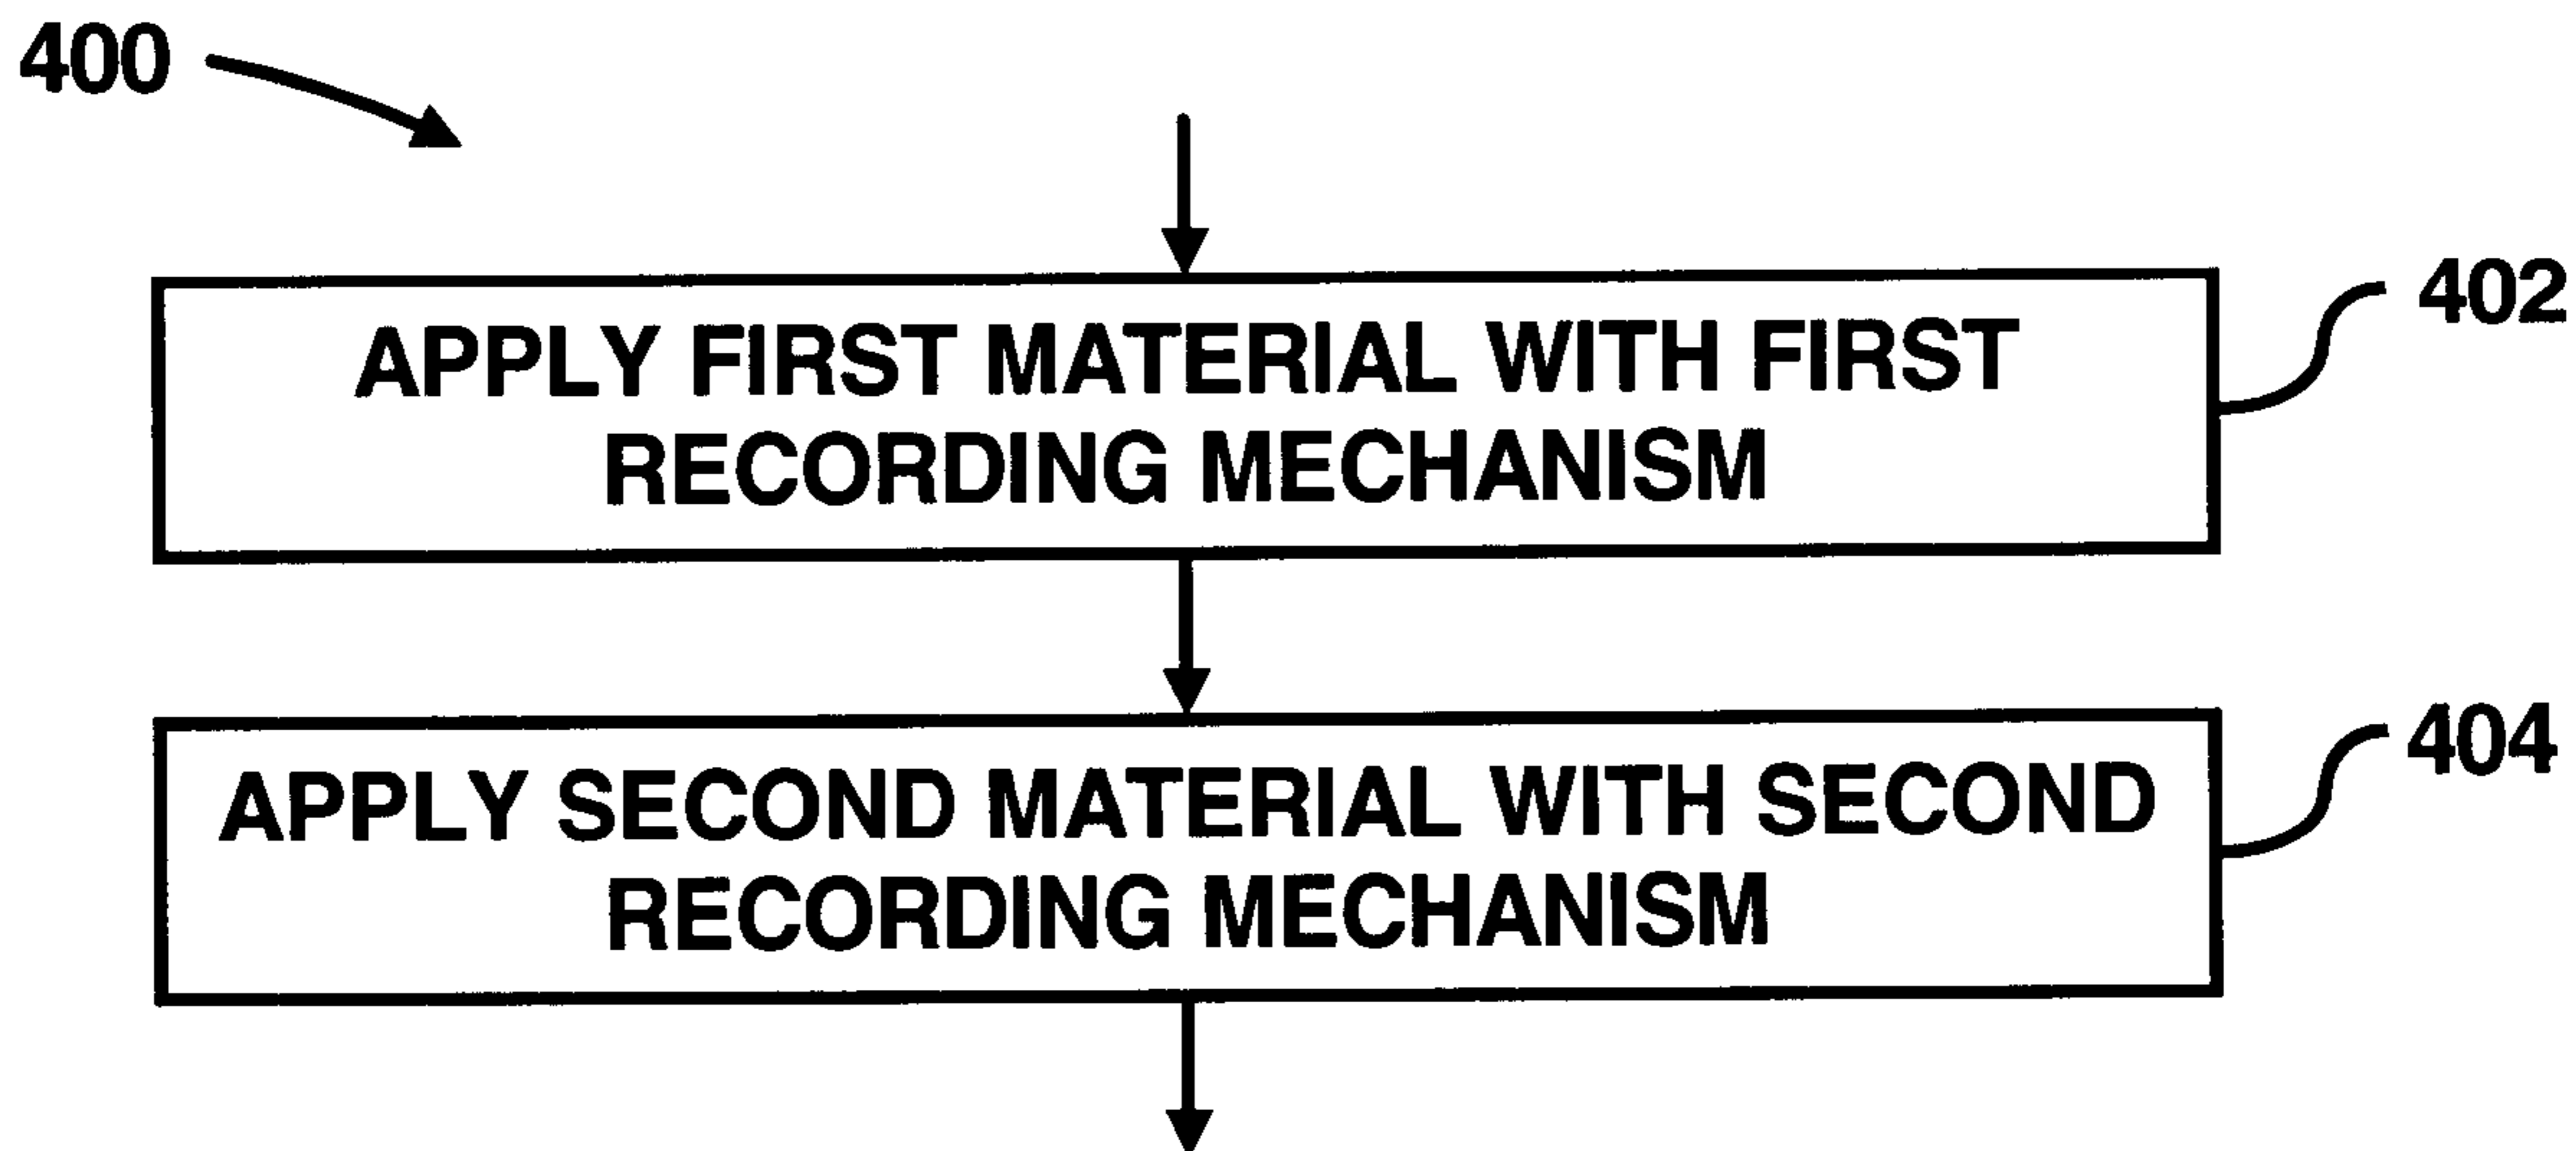 400
APPLY FIRST MATERIAL WITH FIRST
RECORDING MECHANISM
402
APPLY SECOND MATERIAL WITH SECOND
RECORDING MECHANISM
404